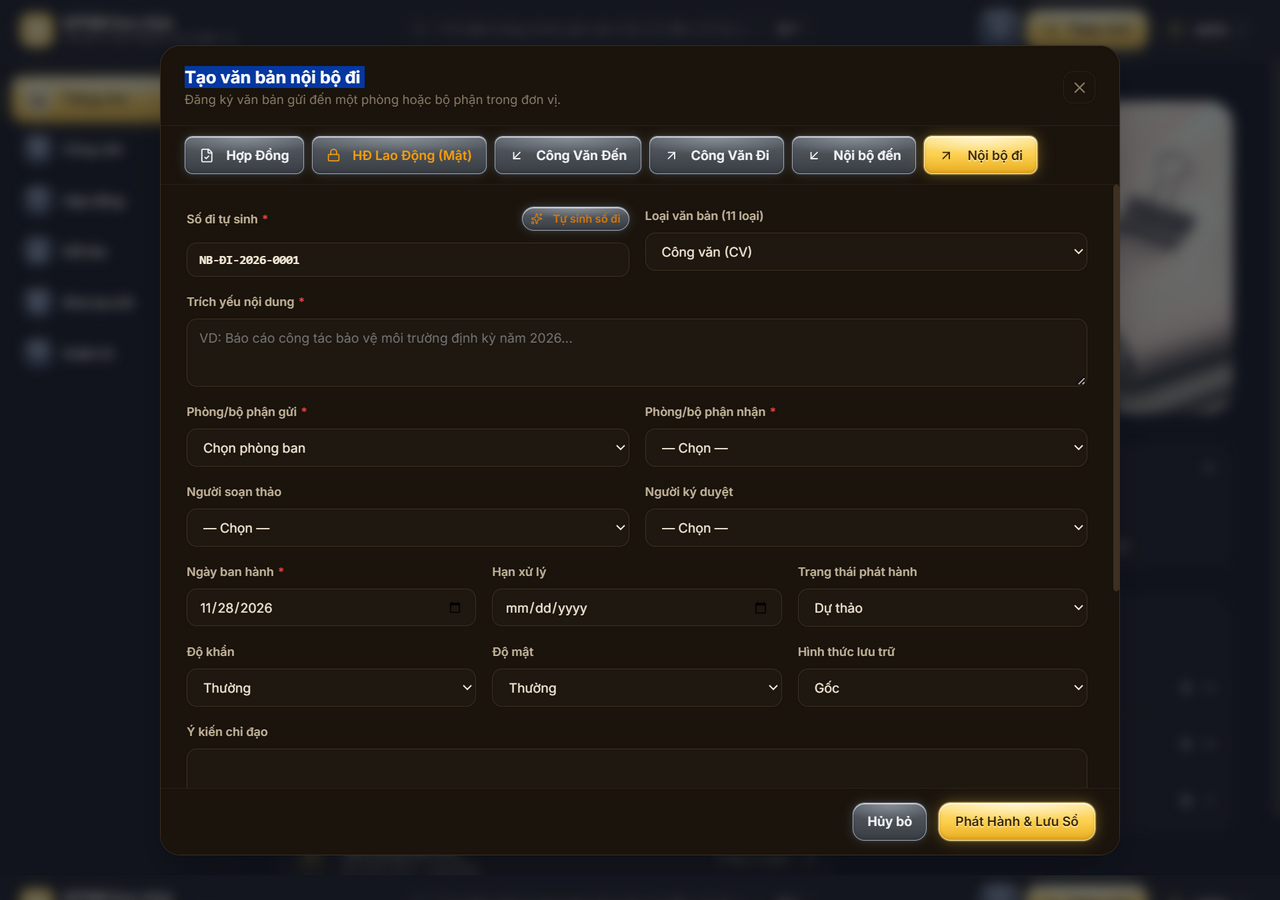 Tạo văn bản nội bộ đi
Đăng ký văn bản gửi đến một phòng hoặc bộ phận trong đơn vị.
Hợp Đồng
HĐ Lao Động (Mật)
Công Văn Đến
Công Văn Đi
Nội bộ đến
Nội bộ đi
Số đi tự sinh *
Tự sinh số đi
Loại văn bản (11 loại)
NB-ĐI-2026-0001
Công văn (CV)
Trích yếu nội dung *
VD: Báo cáo công tác bảo vệ môi trường định kỳ năm 2026...
Phòng/bộ phận gửi *
Phòng/bộ phận nhận *
Chọn phòng ban
— Chọn —
Người soạn thảo
Người ký duyệt
— Chọn —
— Chọn —
Ngày ban hành *
Hạn xử lý
Trạng thái phát hành
11/28/2026
mm/dd/yyyy
Dự thảo
Độ khẩn
Độ mật
Hình thức lưu trữ
Thường
Thường
Gốc
Ý kiến chỉ đạo
Hủy bỏ
Phát Hành & Lưu Sổ